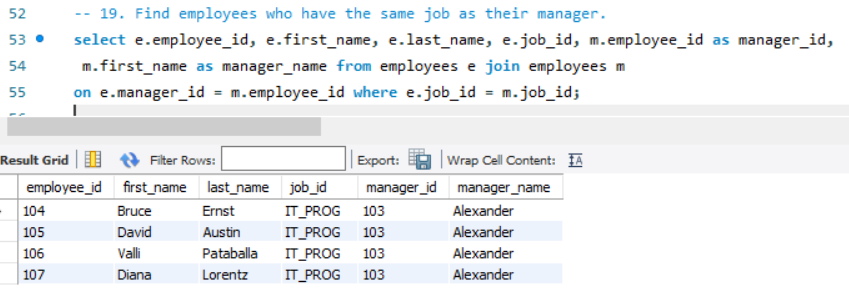 52 -- 19. Find employees who have the same job as their manager.
53 select e.employee_id, e.first_name, e.last_name, e.job_id, m.employee_id as manager_id,
54 m.first_name as manager_name from employees e join employees m
55 on e.manager_id = m.employee_id where e.job_id = m.job_id;
Result Grid Filter Rows: Export: Wrap Cell Content: IA
employee_id first_name last_name job_id manager_id manager_name
104 Bruce Ernst IT_PROG 103 Alexander
105 David Austin IT_PROG 103 Alexander
106 Valli Pataballa IT_PROG 103 Alexander
107 Diana Lorentz IT_PROG 103 Alexander